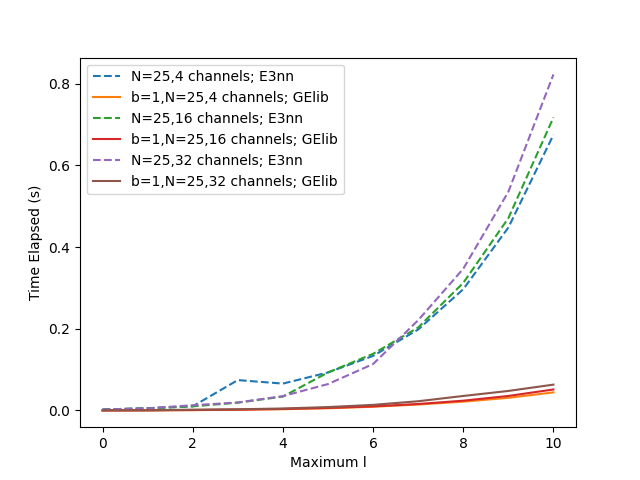 N=25,4 channels; E3nn
b=1,N=25,4 channels; GElib
N=25,16 channels; E3nn
b=1,N=25,16 channels; GElib
N=25,32 channels; E3nn
b=1,N=25,32 channels; GElib
0.8
0.6
0.4
0.2
0.0
Time Elapsed (s)
0 2 4 6 8 10
Maximum l